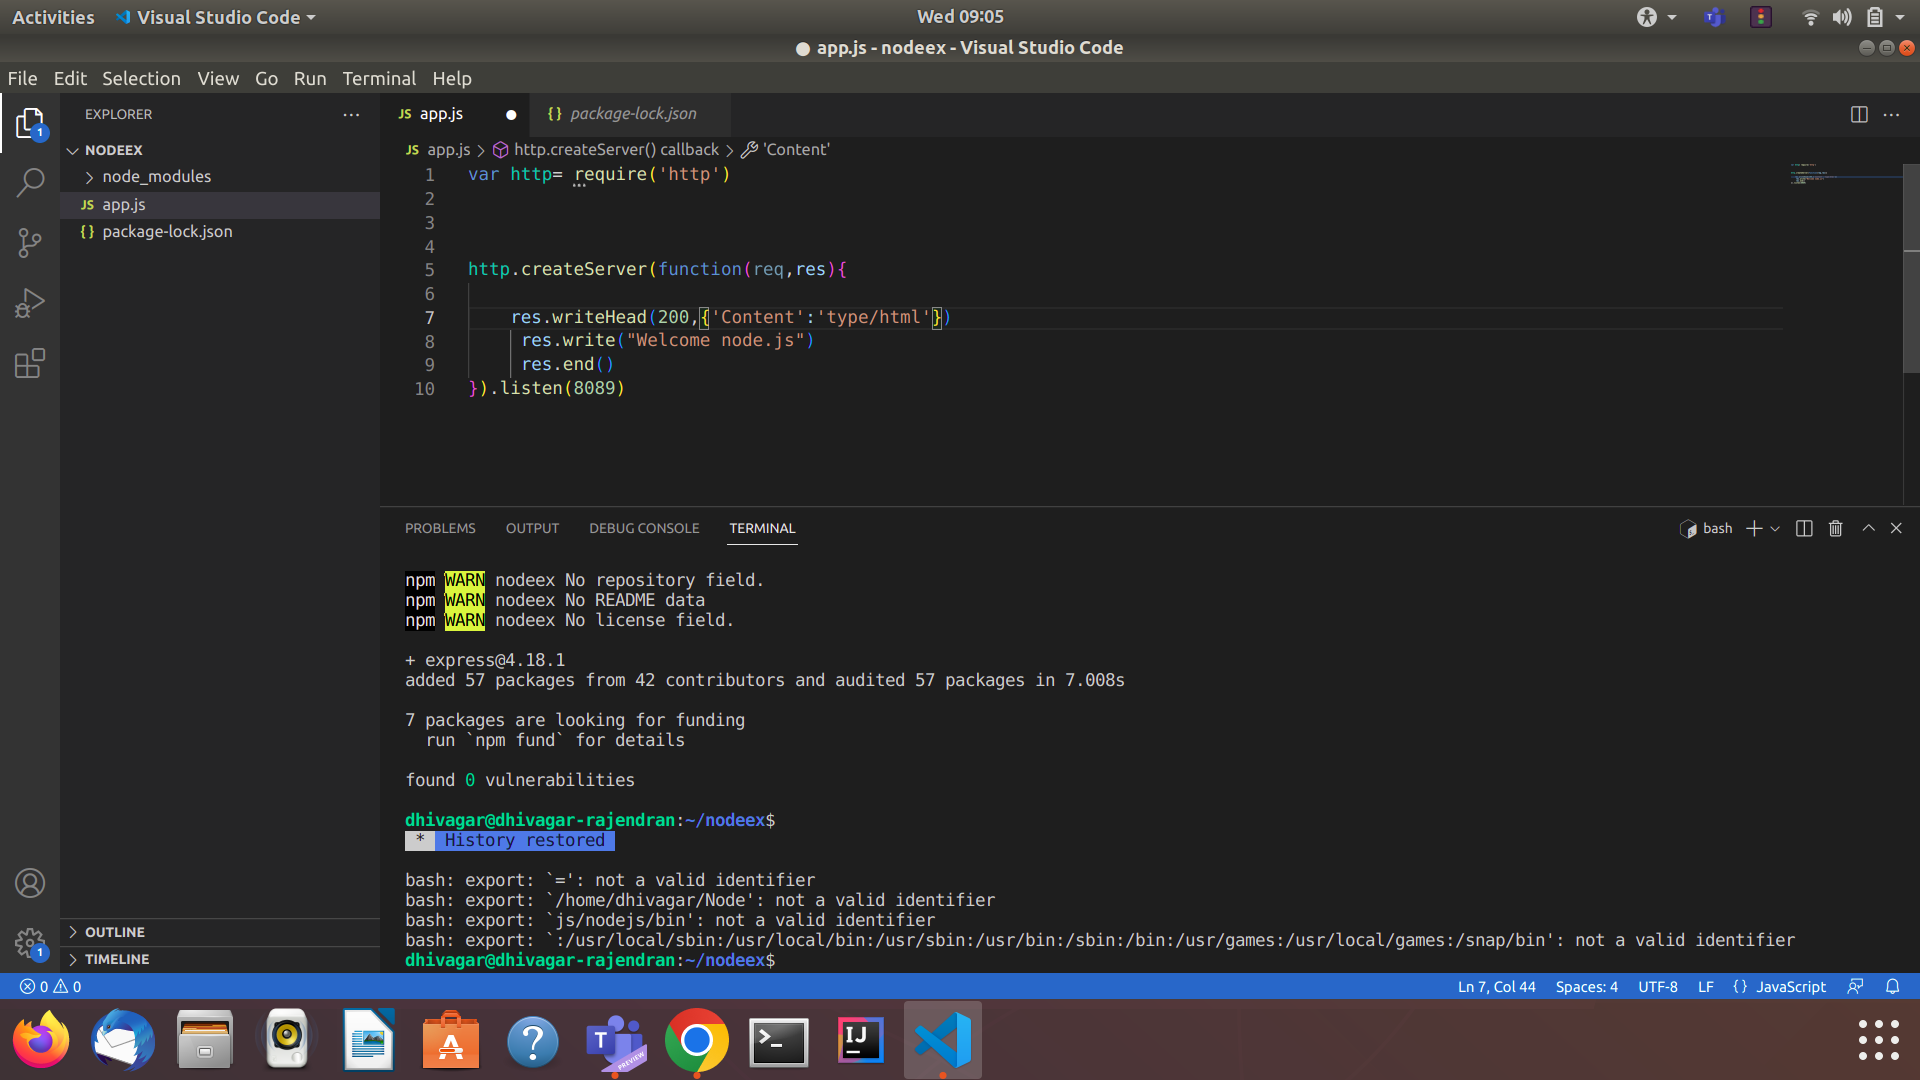 Activities Visual Studio Code Wed 09:05
app.js - nodeex - Visual Studio Code
File Edit Selection View Go Run Terminal Help
EXPLORER
NODEEX
node_modules
JS app.js
{} package-lock.json
OUTLINE
TIMELINE
1
1
JS app.js {} package-lock.json
JS app.js > http.createServer() callback > 'Content'
1 var http= require('http')
2
3
4
5 http.createServer(function(req,res){
6
7 res.writeHead(200,{'Content':'type/html'})
8 res.write("Welcome node.js")
9 res.end()
10 }).listen(8089)
PROBLEMS OUTPUT DEBUG CONSOLE TERMINAL bash
npm WARN nodeex No repository field.
npm WARN nodeex No README data
npm WARN nodeex No license field.
+ express@4.18.1
added 57 packages from 42 contributors and audited 57 packages in 7.008s
7 packages are looking for funding
run `npm fund` for details
found 0 vulnerabilities
dhivagar@dhivagar-rajendran:~/nodeex$
* History restored
bash: export: `=': not a valid identifier
bash: export: `/home/dhivagar/Node': not a valid identifier
bash: export: `js/nodejs/bin': not a valid identifier
bash: export: `:/usr/local/sbin:/usr/local/bin:/usr/sbin:/usr/bin:/sbin:/bin:/usr/games:/usr/local/games:/snap/bin': not a valid identifier
dhivagar@dhivagar-rajendran:~/nodeex$
0 0 Ln 7, Col 44 Spaces: 4 UTF-8 LF {} JavaScript
A ? T PREVIEW >_ IJ